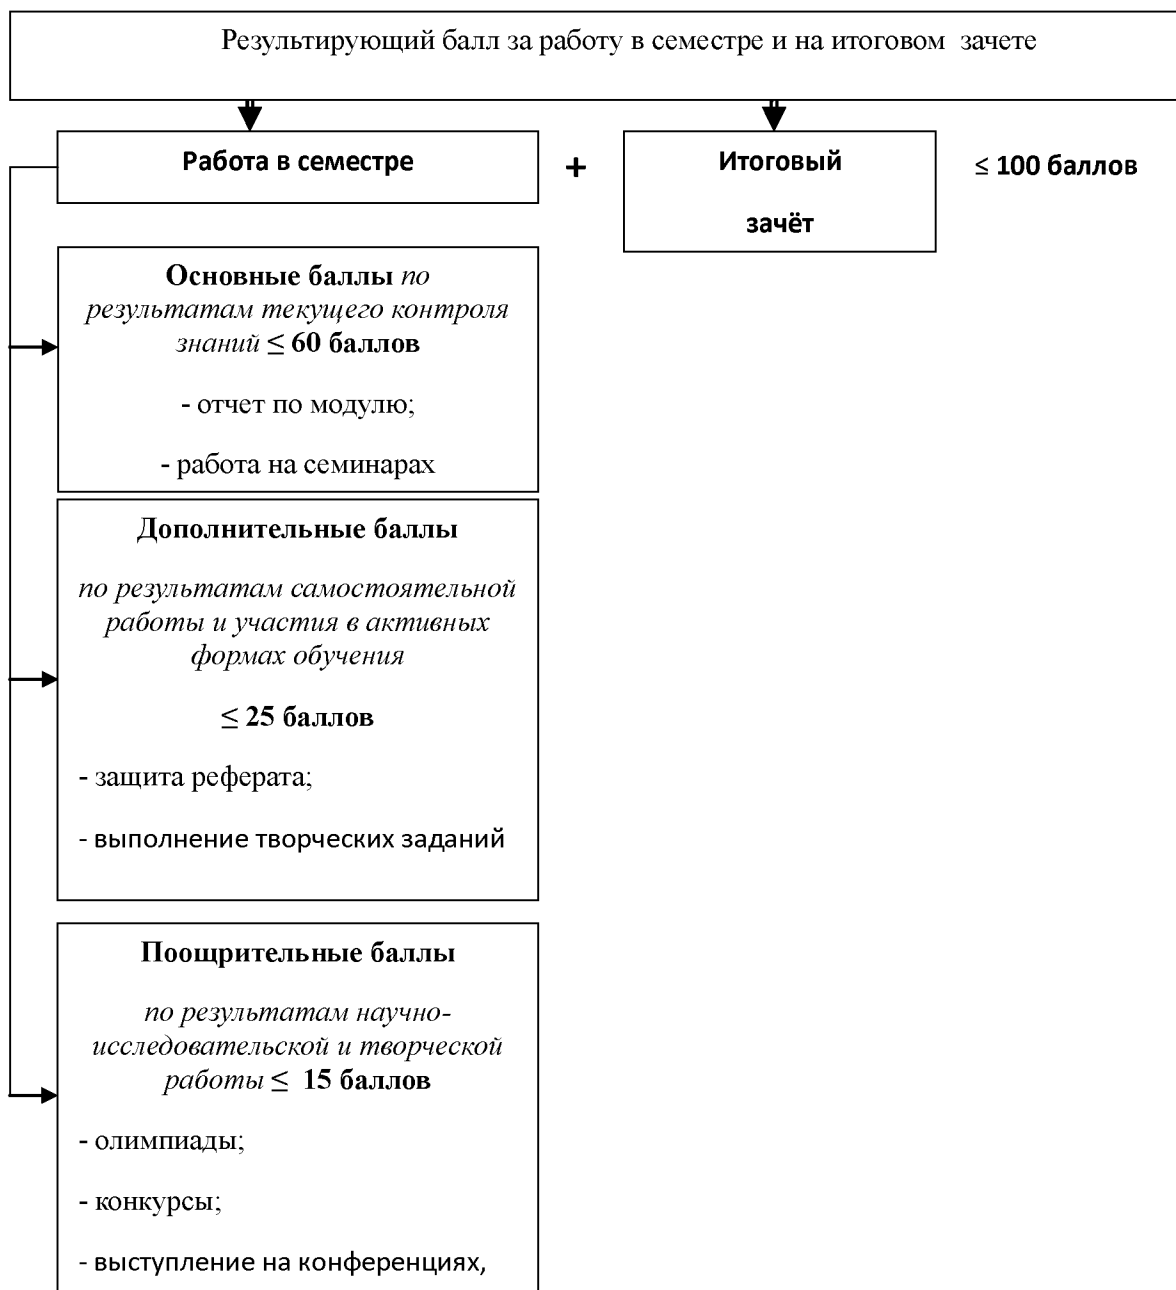 Результирующий балл за работу в семестре и на итоговом зачете
Работа в семестре
+
Итоговый
зачёт
≤ 100 баллов
Основные баллы по
результатам текущего контроля
знаний ≤ 60 баллов
- отчет по модулю;
- работа на семинарах
Дополнительные баллы
по результатам самостоятельной
работы и участия в активных
формах обучения
≤ 25 баллов
- защита реферата;
- выполнение творческих заданий
Поощрительные баллы
по результатам научно-
исследовательской и творческой
работы ≤ 15 баллов
- олимпиады;
- конкурсы;
- выступление на конференциях,